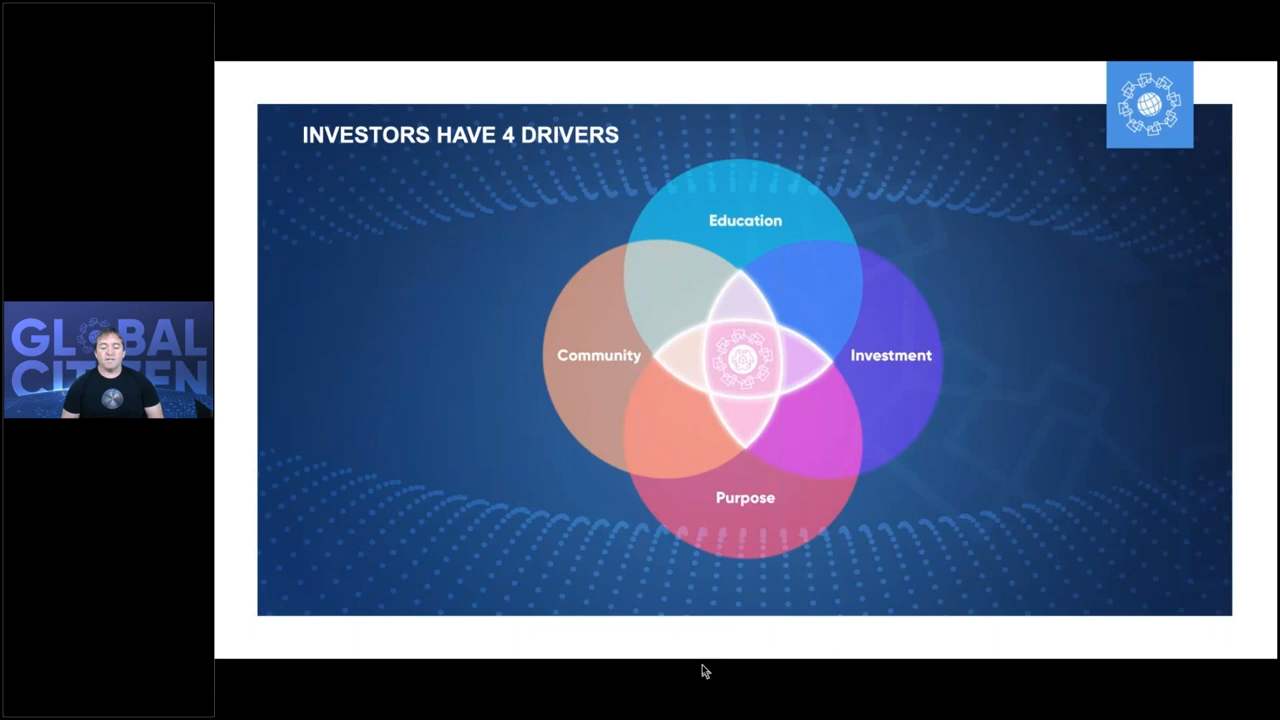 INVESTORS HAVE 4 DRIVERS
Education
Community
Investment
Purpose
GLOBAL
CITIZEN